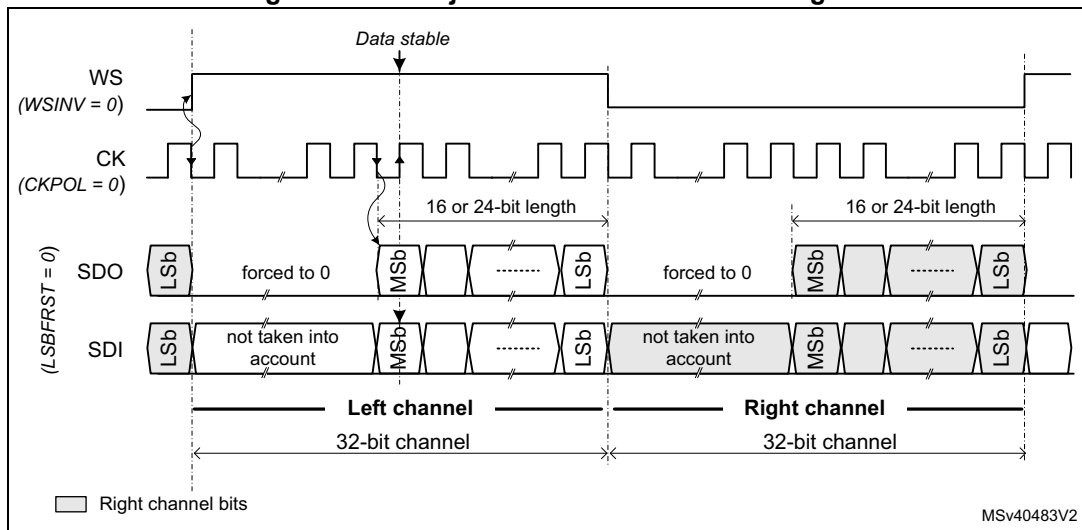 Data stable
WS
(WSINV = 0)
CK
(CKPOL = 0)
16 or 24-bit length
16 or 24-bit length
(LSBFRST = 0)
SDO
LSb
forced to 0
MSb
LSb
forced to 0
MSb
LSb
SDI
LSb
not taken into
account
MSb
LSb
not taken into
account
MSb
LSb
Left channel
Right channel
32-bit channel
32-bit channel
Right channel bits
MSv40483V2